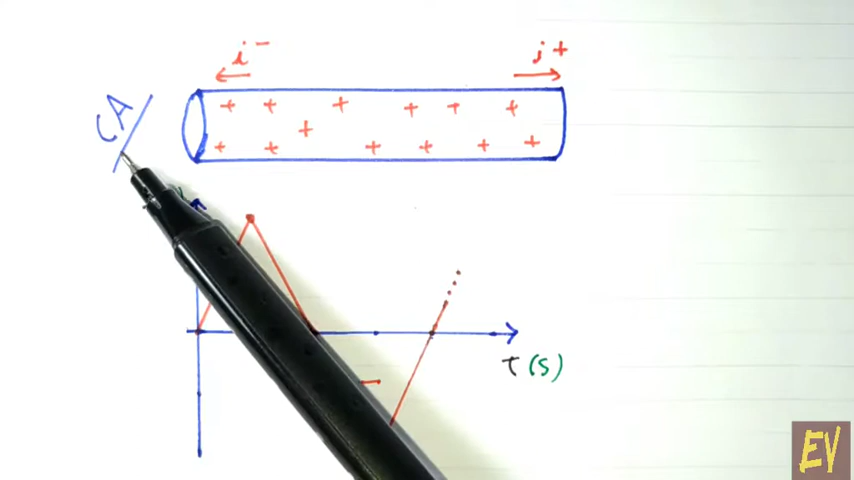 i⁻ i⁺
+ + + + + +
+
+ + + + + +
CA/
τ (s)
EV